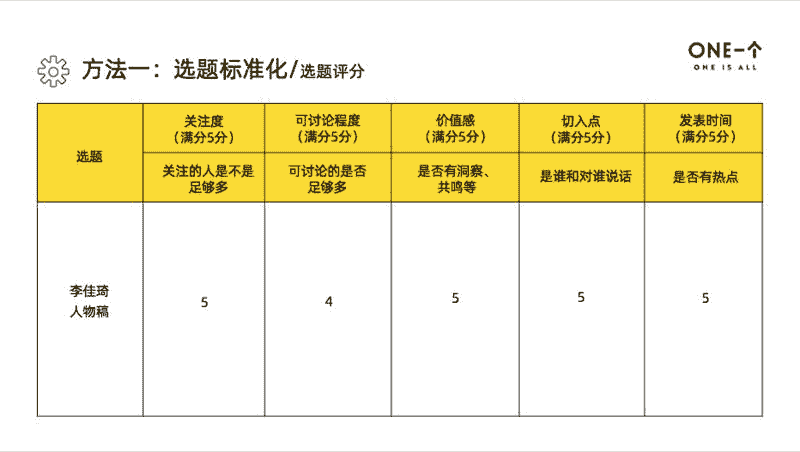 ONE一个
ONE IS ALL
方法一：选题标准化/选题评分
选题
关注度
（满分5分）
可讨论程度
（满分5分）
价值感
（满分5分）
切入点
（满分5分）
发表时间
（满分5分）
关注的人是不是
足够多
可讨论的是否
足够多
是否有洞察、
共鸣等
是谁和对谁说话
是否有热点
李佳琦
人物稿
5
4
5
5
5